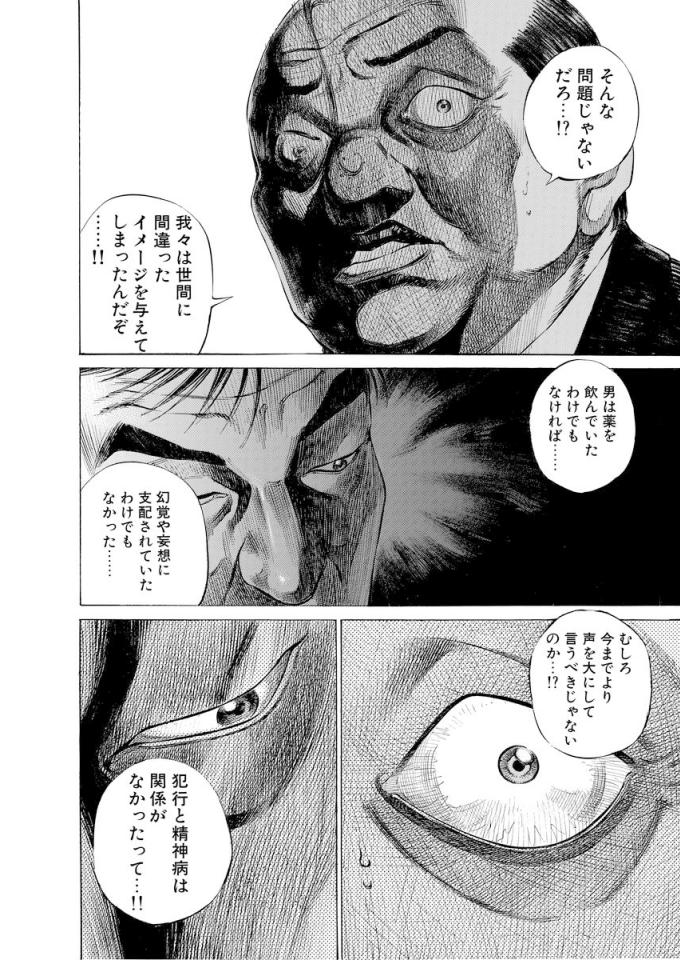 そんな
問題じゃない
だろ…!?
我々は世間に
間違った
イメージを与えて
しまったんだぞ
……!!
男は薬を
飲んでいた
わけでも
なければ……
幻覚や妄想に
支配されていた
わけでも
なかった……
むしろ
今までより
声を大にして
言うべきじゃない
のか…!?
犯行と精神病は
関係が
なかったって…!!